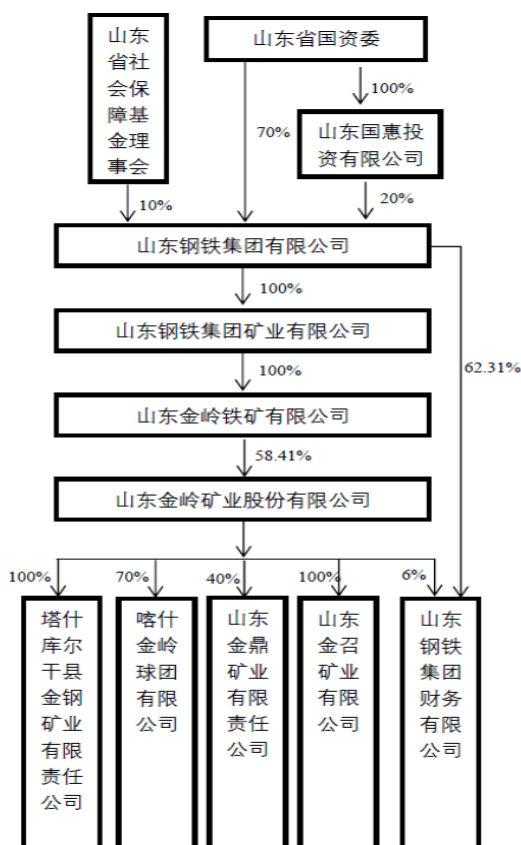 山东
省社
会保
障基
金理
事会
山东省国资委
100%
70%
山东国惠投
资有限公司
10%
20%
山东钢铁集团有限公司
100%
山东钢铁集团矿业有限公司
100%
62.31%
山东金岭铁矿有限公司
58.41%
山东金岭矿业股份有限公司
100%
70%
40%
100%
6%
塔什
库尔
干县
金钢
矿业
有限
责任
公司
喀什
金岭
球团
有限
公司
山东
金鼎
矿业
有限
责任
公司
山东
金召
矿业
有限
公司
山东
钢铁
集团
财务
有限
公司